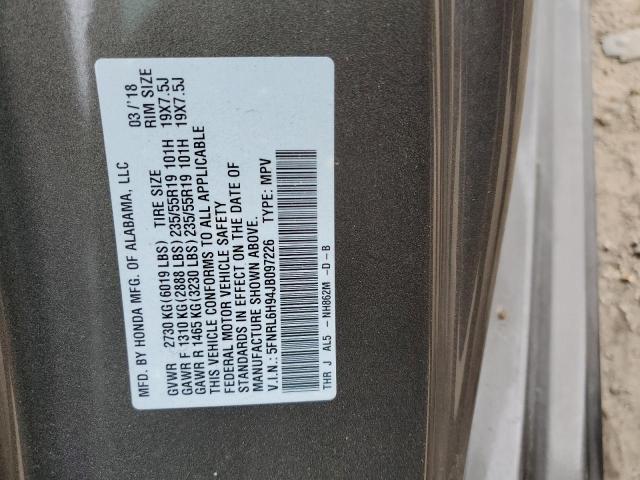 MFD. BY HONDA MFG. OF ALABAMA, LLC 03/'18
GVWR 2730 KG (6019 LBS) TIRE SIZE RIM SIZE
GAWR F 1310 KG (2888 LBS) 235/55R19 101H 19X7.5J
GAWR R 1465 KG (3230 LBS) 235/55R19 101H 19X7.5J
THIS VEHICLE CONFORMS TO ALL APPLICABLE
FEDERAL MOTOR VEHICLE SAFETY
STANDARDS IN EFFECT ON THE DATE OF
MANUFACTURE SHOWN ABOVE.
V.I.N.: 5FNRL6H94JB097226 TYPE: MPV
THR J AL5 - NH862M -D-B